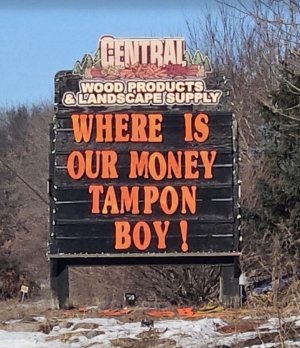 CENTRAL
WOOD PRODUCTS
& LANDSCAPE SUPPLY
WHERE IS
OUR MONEY
TAMPON
BOY!